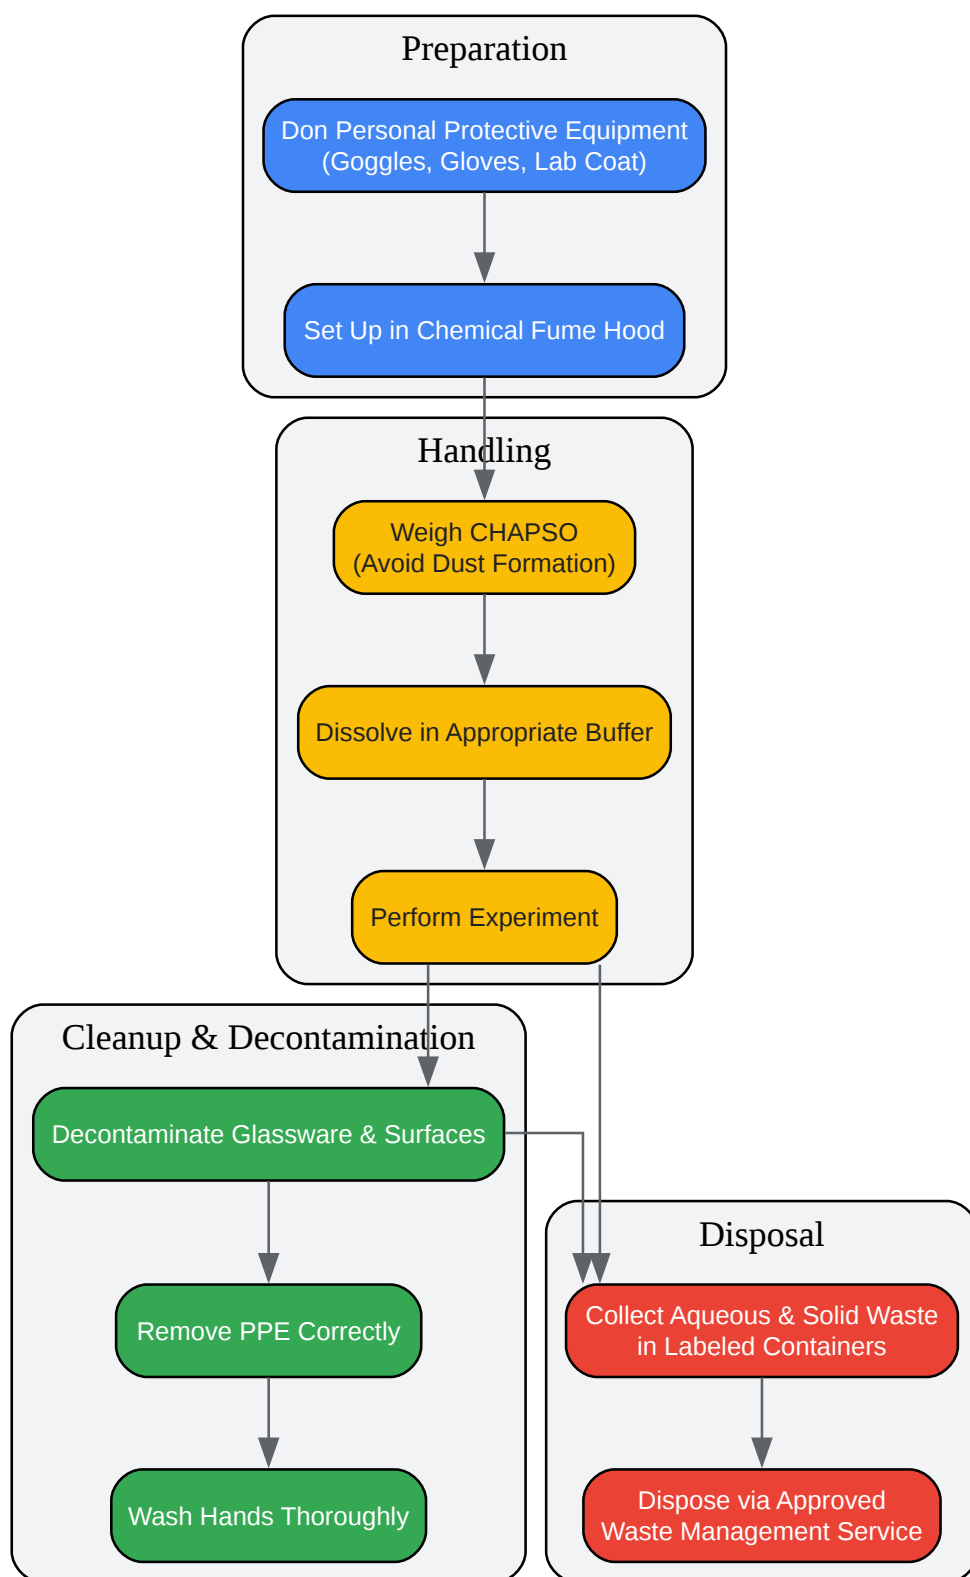 Preparation
Don Personal Protective Equipment
(Goggles, Gloves, Lab Coat)
Set Up in Chemical Fume Hood
Handling
Weigh CHAPSO
(Avoid Dust Formation)
Dissolve in Appropriate Buffer
Perform Experiment
Cleanup & Decontamination
Decontaminate Glassware & Surfaces
Remove PPE Correctly
Wash Hands Thoroughly
Disposal
Collect Aqueous & Solid Waste
in Labeled Containers
Dispose via Approved
Waste Management Service